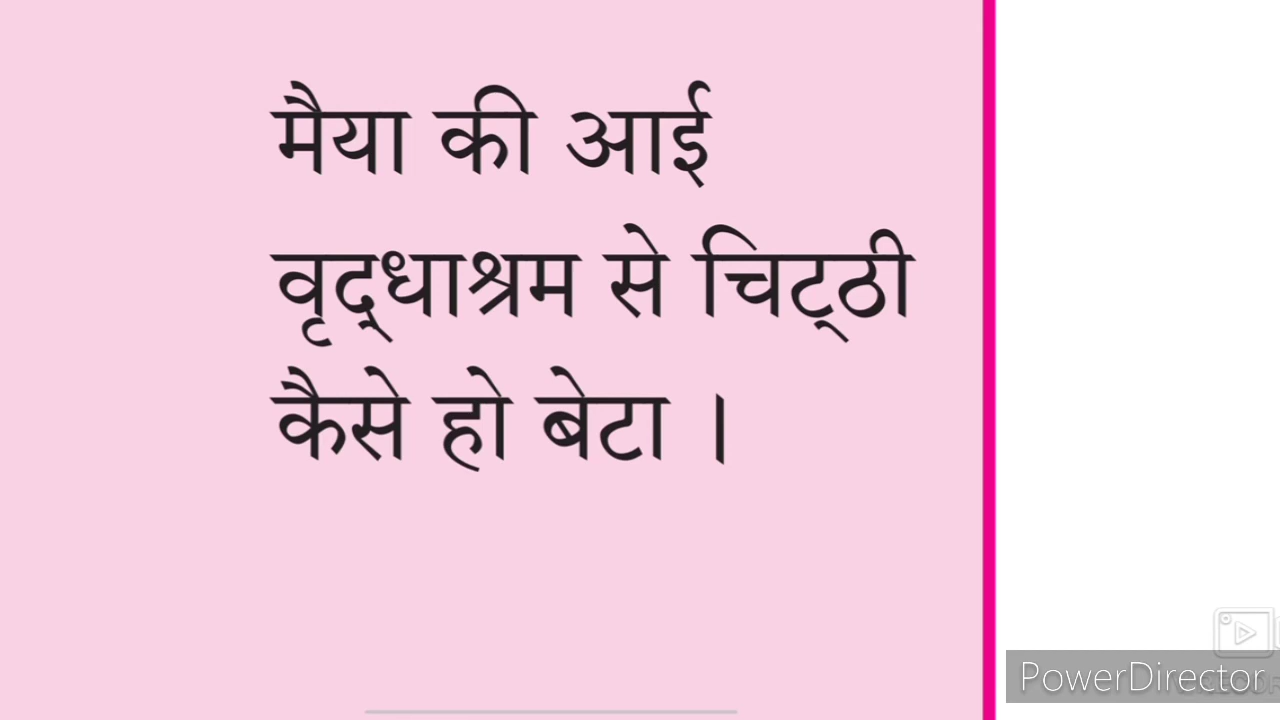 मैया की आई
वृद्‌धाश्रम से चिट्‌ठी
कैसे हो बेटा ।
PowerDirector